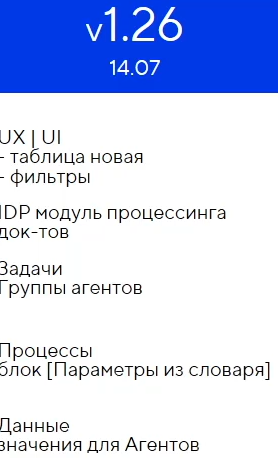 v1.26
14.07
UX | UI
- таблица новая
- фильтры
IDP модуль процессинга
док-тов
Задачи
Группы агентов
Процессы
блок [Параметры из словаря]
Данные
значения для Агентов